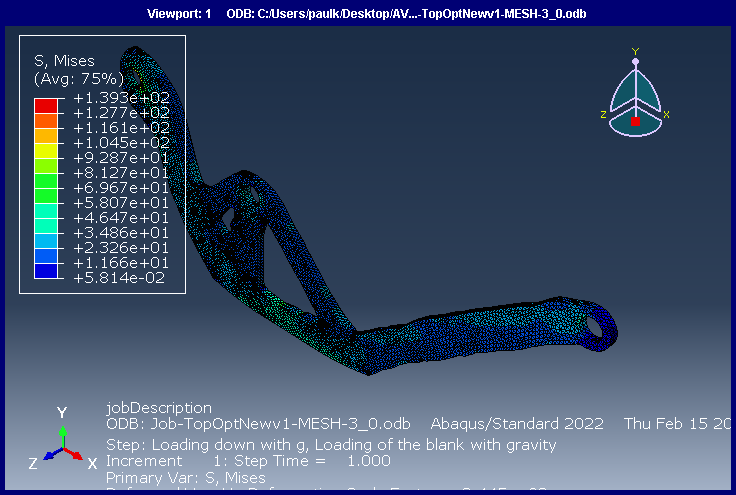 Viewport: 1 ODB: C:/Users/paulk/Desktop/AV...-TopOptNewv1-MESH-3_0.odb
S, Mises
(Avg: 75%)
+1.393e+02
+1.277e+02
+1.161e+02
+1.045e+02
+9.287e+01
+8.127e+01
+6.967e+01
+5.807e+01
+4.647e+01
+3.486e+01
+2.326e+01
+1.166e+01
+5.814e-02
Y
Z
X
Y
Z
X
jobDescription
ODB: Job-TopOptNewv1-MESH-3_0.odb Abaqus/Standard 2022 Thu Feb 15 20
Step: Loading down with g, Loading of the blank with gravity
Increment 1: Step Time = 1.000
Primary Var: S, Mises